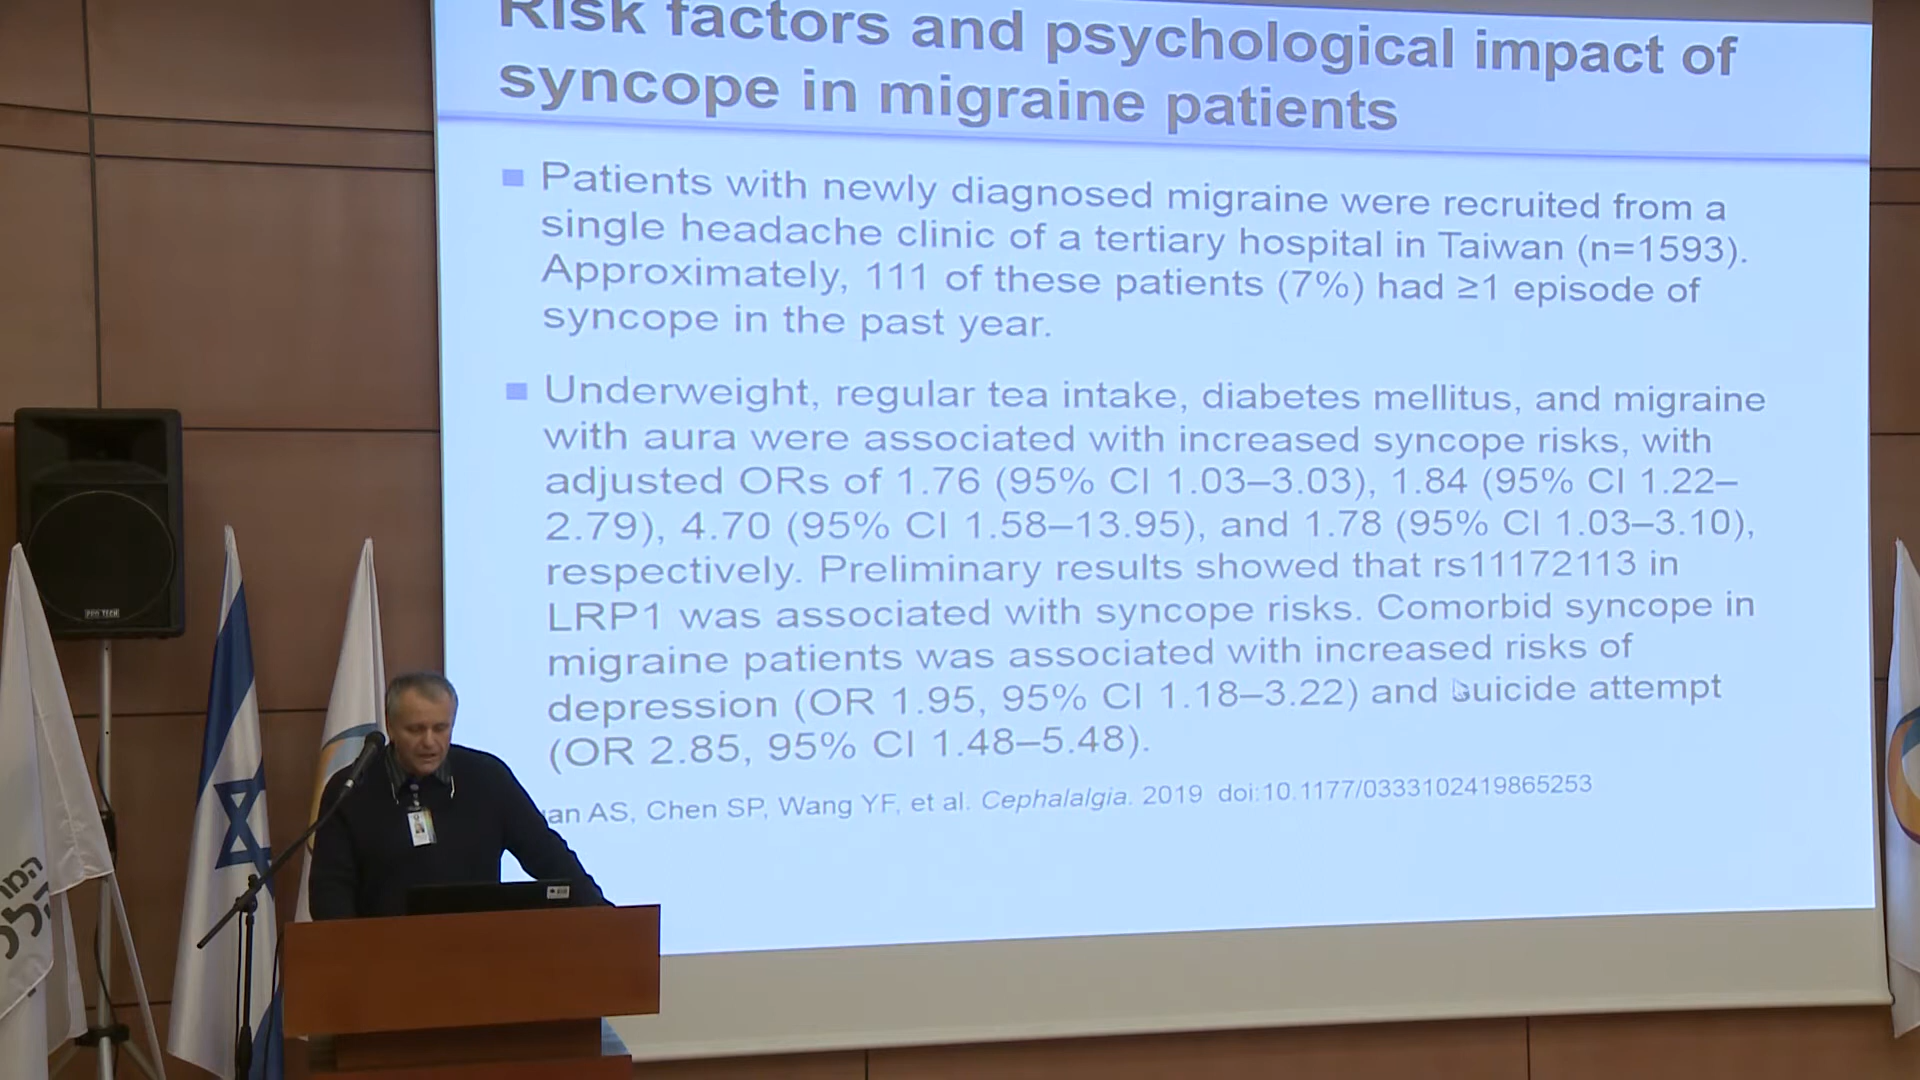 Risk factors and psychological impact of
syncope in migraine patients
Patients with newly diagnosed migraine were recruited from a
single headache clinic of a tertiary hospital in Taiwan (n=1593).
Approximately, 111 of these patients (7%) had ≥1 episode of
syncope in the past year.
Underweight, regular tea intake, diabetes mellitus, and migraine
with aura were associated with increased syncope risks, with
adjusted ORs of 1.76 (95% CI 1.03–3.03), 1.84 (95% CI 1.22–
2.79), 4.70 (95% CI 1.58–13.95), and 1.78 (95% CI 1.03–3.10),
respectively. Preliminary results showed that rs11172113 in
LRP1 was associated with syncope risks. Comorbid syncope in
migraine patients was associated with increased risks of
depression (OR 1.95, 95% CI 1.18–3.22) and suicide attempt
(OR 2.85, 95% CI 1.48–5.48).
an AS, Chen SP, Wang YF, et al. Cephalalgia. 2019 doi:10.1177/0333102419865253
PRO TECH